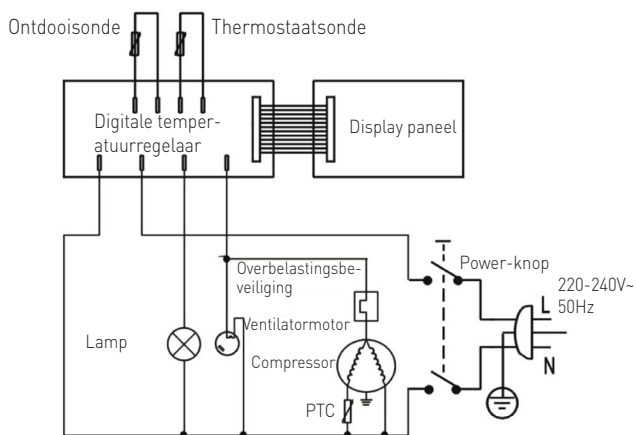 Ontdooisonde
Thermostaatsonde
Digitale temper-
atuurregelaar
Display paneel
Overbelastingsbe-
veiliging
Power-knop
220-240V~
50Hz
L
Ventilatormotor
Lamp
Compressor
N
PTC